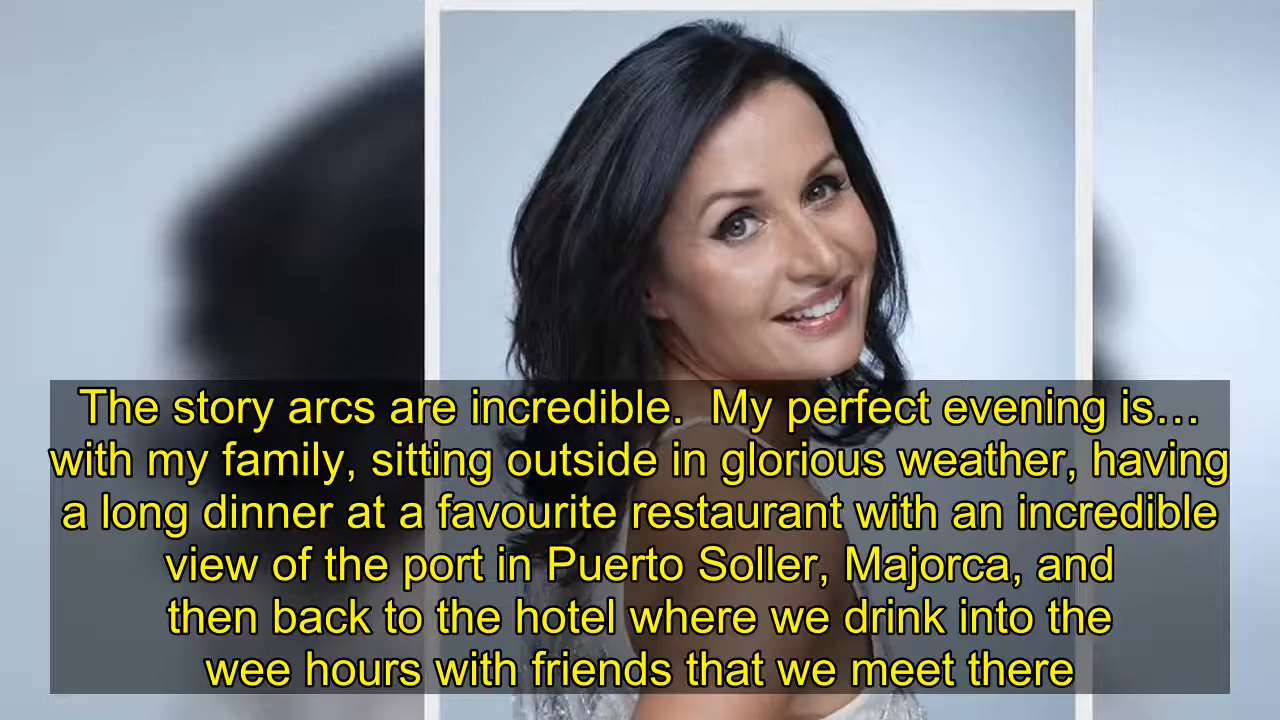 The story arcs are incredible.  My perfect evening is…
with my family, sitting outside in glorious weather, having
a long dinner at a favourite restaurant with an incredible
view of the port in Puerto Soller, Majorca, and
then back to the hotel where we drink into the
wee hours with friends that we meet there